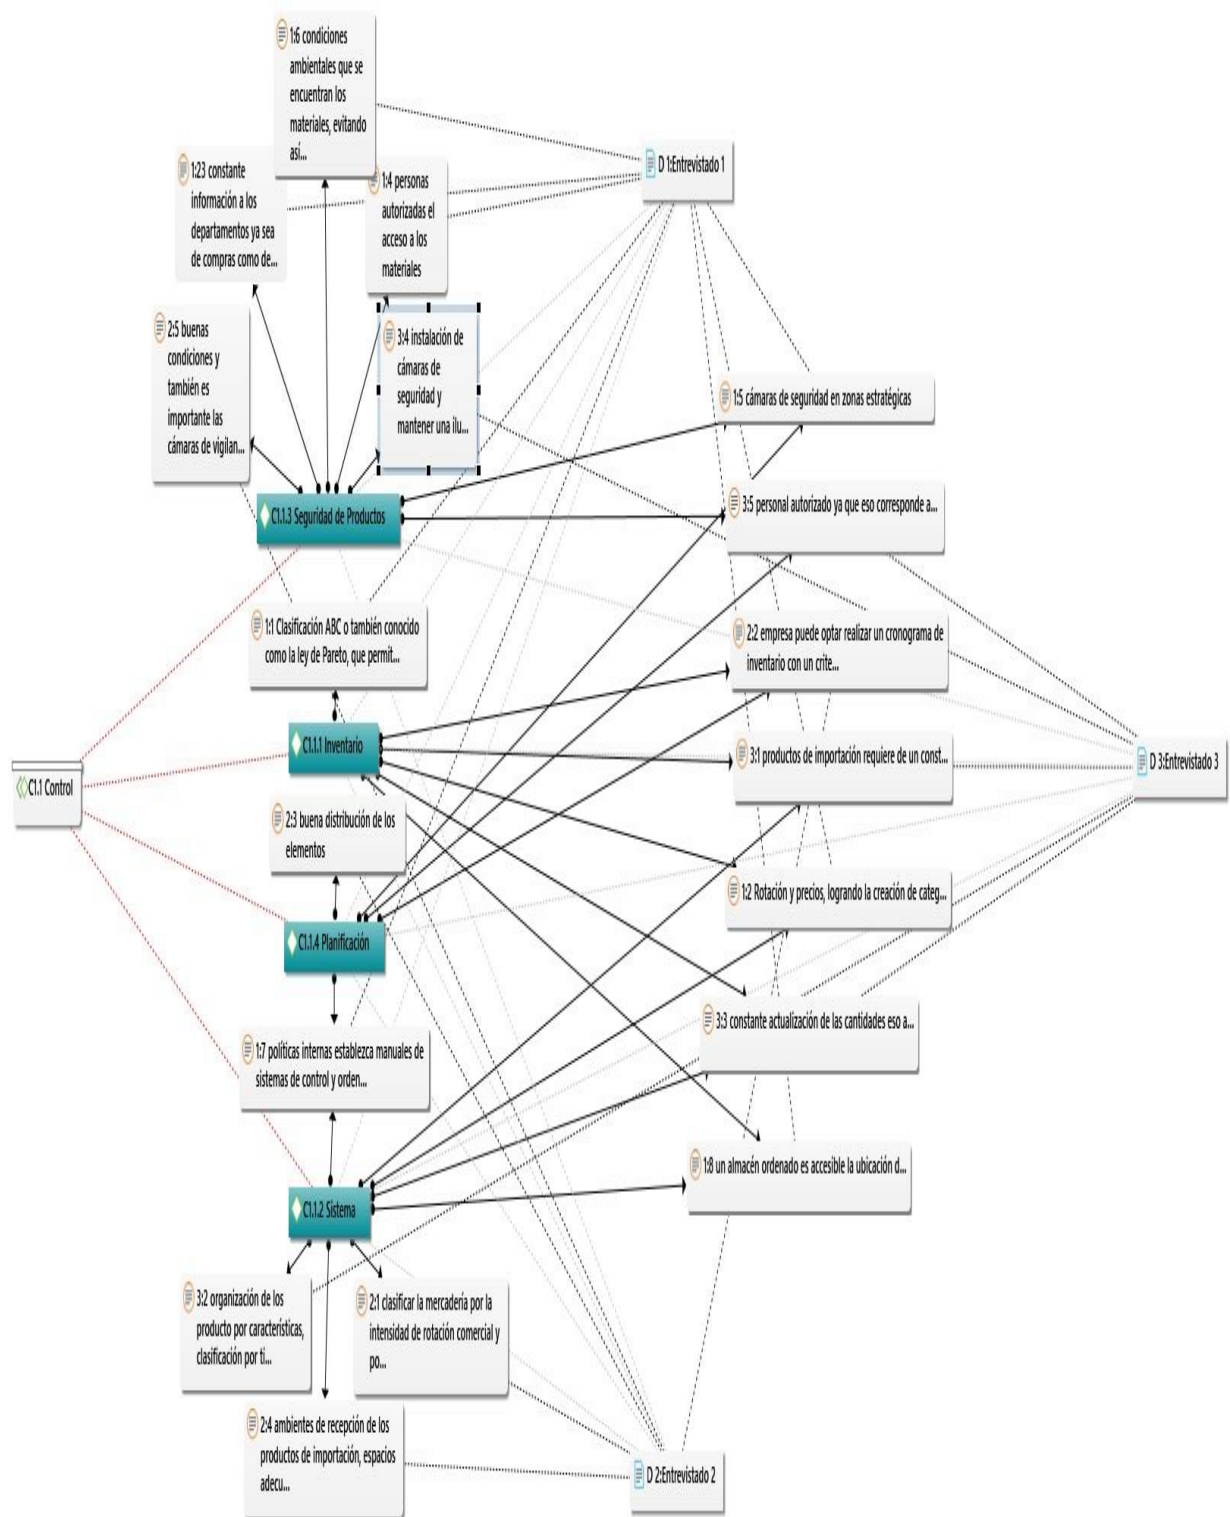 1:6 condiciones
ambientales que se
encuentran los
materiales, evitando
así...
D 1:Entrevistado 1
1:23 constante
información a los
departamentos ya sea
de compras como de...
1:4 personas
autorizadas el
acceso a los
materiales
2:5 buenas
condiciones y
también es
importante las
cámaras de vigilan...
3:4 instalación de
cámaras de
seguridad y
mantener una ilu...
1:5 cámaras de seguridad en zonas estratégicas
C1.1.3 Seguridad de Productos
3:5 personal autorizado ya que eso corresponde a...
1:1 Clasificación ABC o también conocido
como la ley de Pareto, que permit...
2:2 empresa puede optar realizar un cronograma de
inventario con un crite...
C1.1.1 Inventario
3:1 productos de importación requiere de un const...
D 3:Entrevistado 3
C1.1 Control
2:3 buena distribución de los
elementos
1:2 Rotación y precios, logrando la creación de categ...
C1.1.4 Planificación
3:3 constante actualización de las cantidades eso a...
1:7 políticas internas establezca manuales de
sistemas de control y orden...
1:8 un almacén ordenado es accesible la ubicación d...
C1.1.2 Sistema
3:2 organización de los
producto por características,
clasificación por ti...
2:1 clasificar la mercadería por la
intensidad de rotación comercial y
po...
2:4 ambientes de recepción de los
productos de importación, espacios
adecu...
D 2:Entrevistado 2